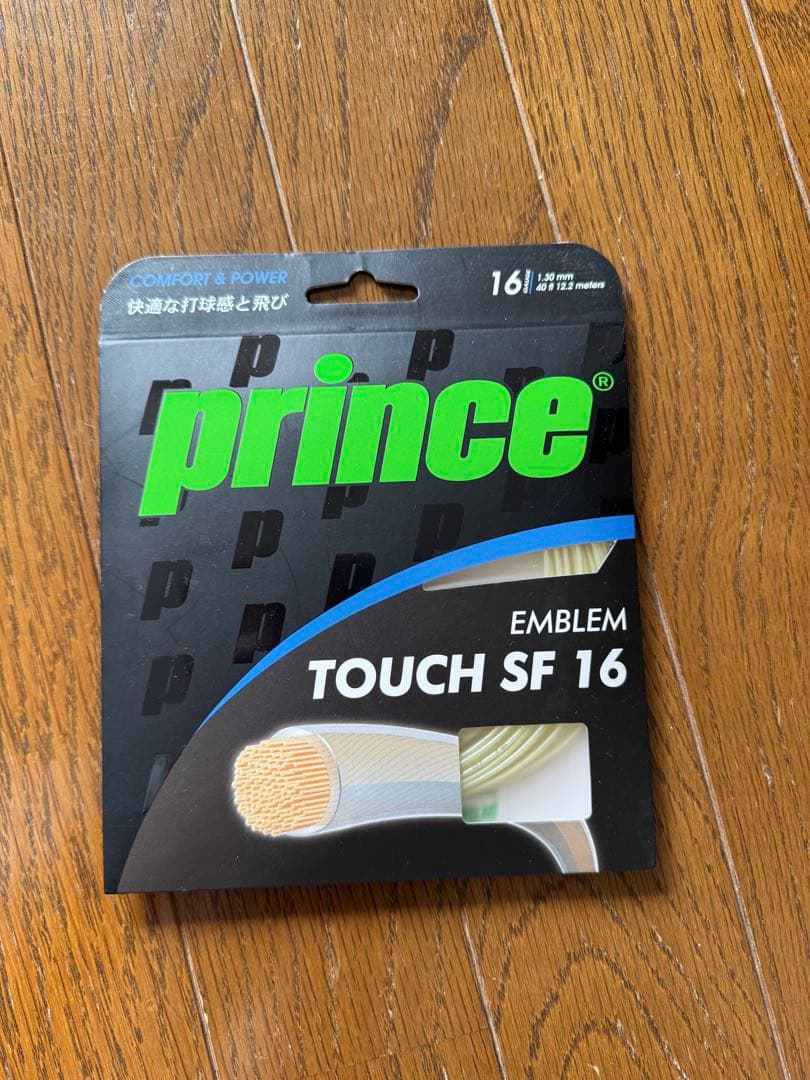 COMFORT & POWER
快適な打球感と飛び
16 GAUGE 1.30 mm
40 ft 12.2 meters
prince®
EMBLEM
TOUCH SF 16